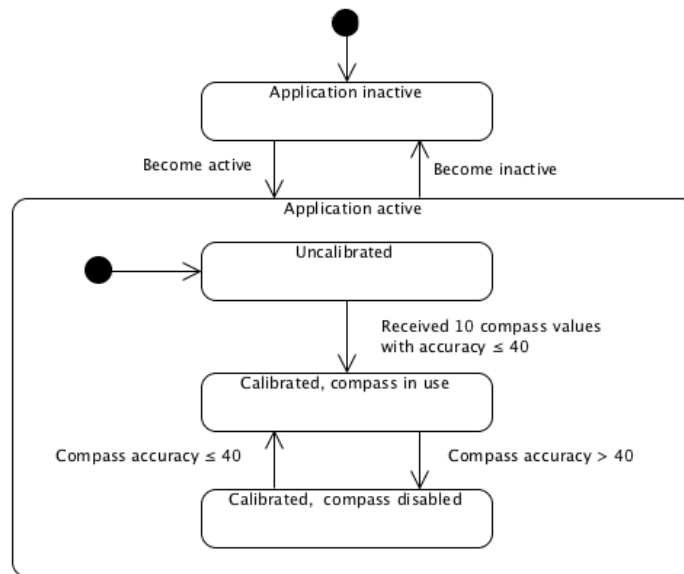 Application inactive
Become active
Become inactive
Application active
Uncalibrated
Received 10 compass values
with accuracy ≤ 40
Calibrated, compass in use
Compass accuracy ≤ 40
Compass accuracy > 40
Calibrated, compass disabled